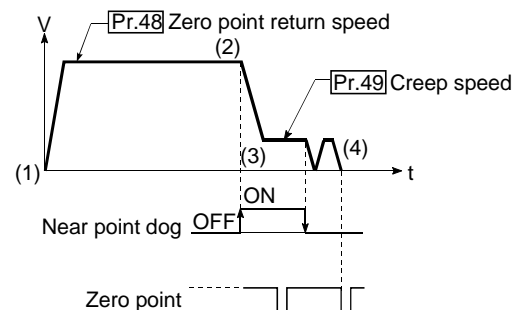 V
Pr.48 Zero point return speed
(2)
Pr.49 Creep speed
(3)
(4)
(1)
t
ON
Near point dog OFF
Zero point